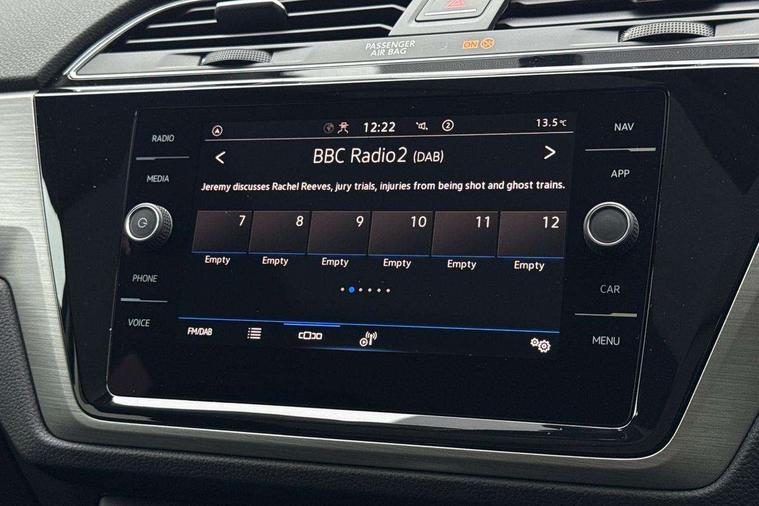 PASSENGER
AIR BAG
ON
RADIO
MEDIA
PHONE
VOICE
12:22
2
13.5°C
BBC Radio2 (DAB)
Jeremy discusses Rachel Reeves, jury trials, injuries from being shot and ghost trains.
7 8 9 10 11 12
Empty Empty Empty Empty Empty Empty
FM/DAB
NAV
APP
CAR
MENU